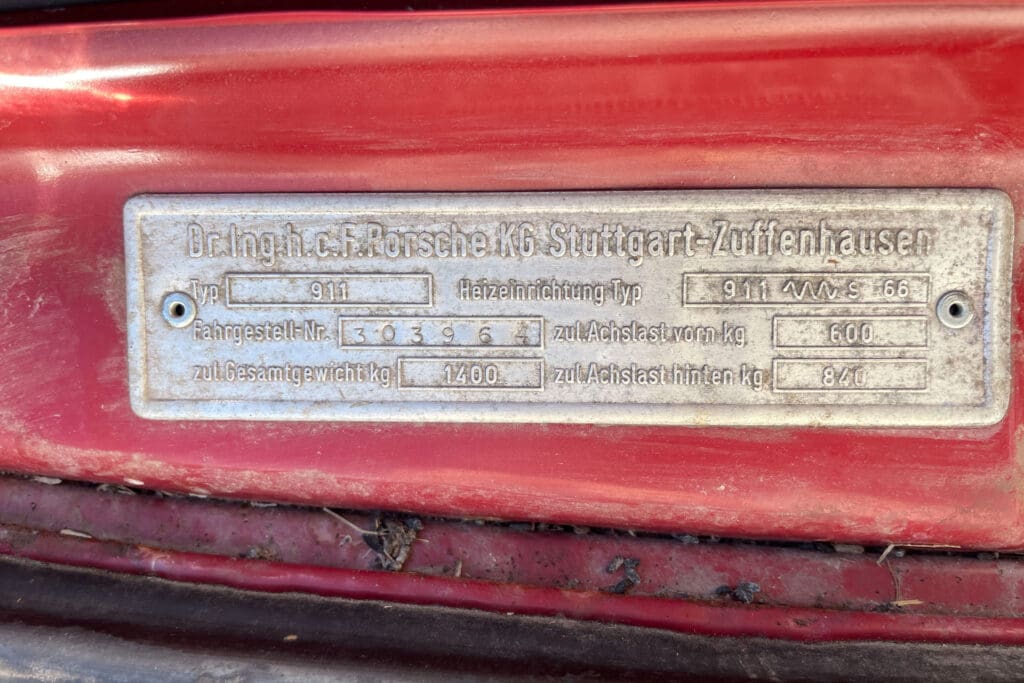 Dr.Ing.h.c.F.Porsche KG Stuttgart-Zuffenhausen
Typ 911 Heizeinrichtung Typ 911 S 66
Fahrgestell-Nr. 303964 zul.Achslast vorn kg 600
zul.Gesamtgewicht kg 1400 zul.Achslast hinten kg 840